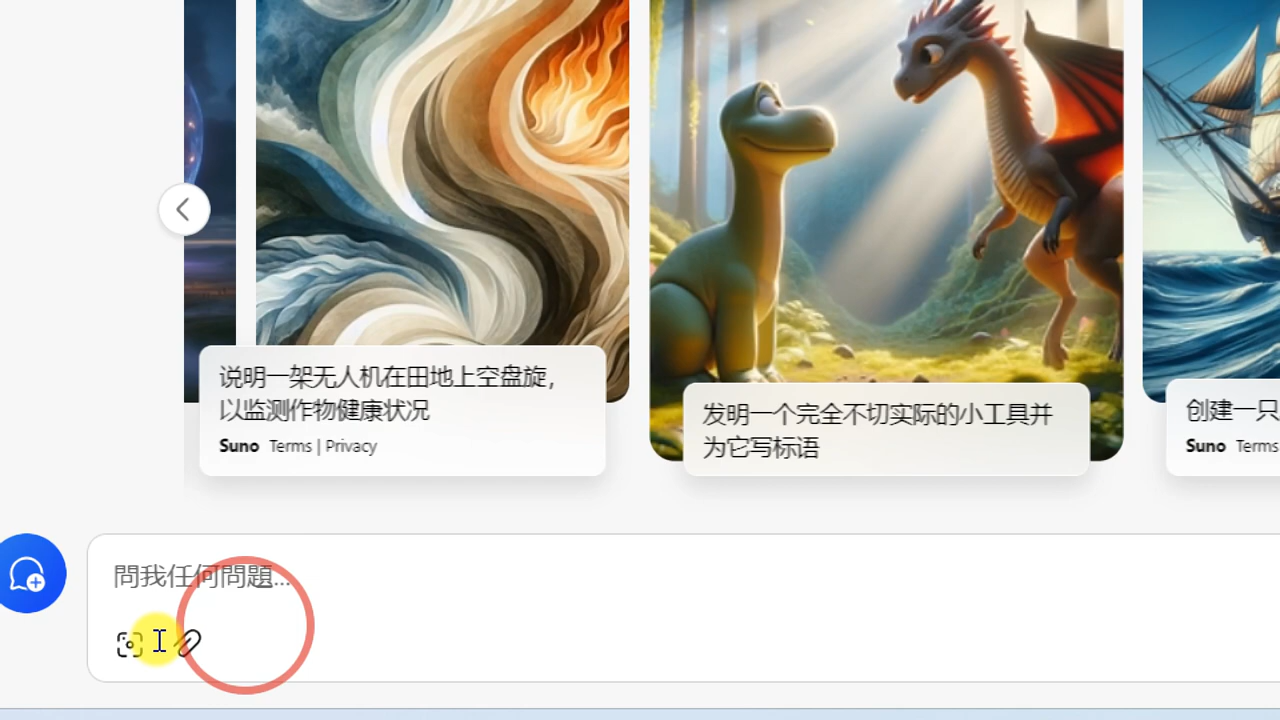 说明一架无人机在田地上空盘旋，
以监测作物健康状况
Suno Terms | Privacy
发明一个完全不切实际的小工具并
为它写标语
创建一只
Suno Terms
問我任何問題...